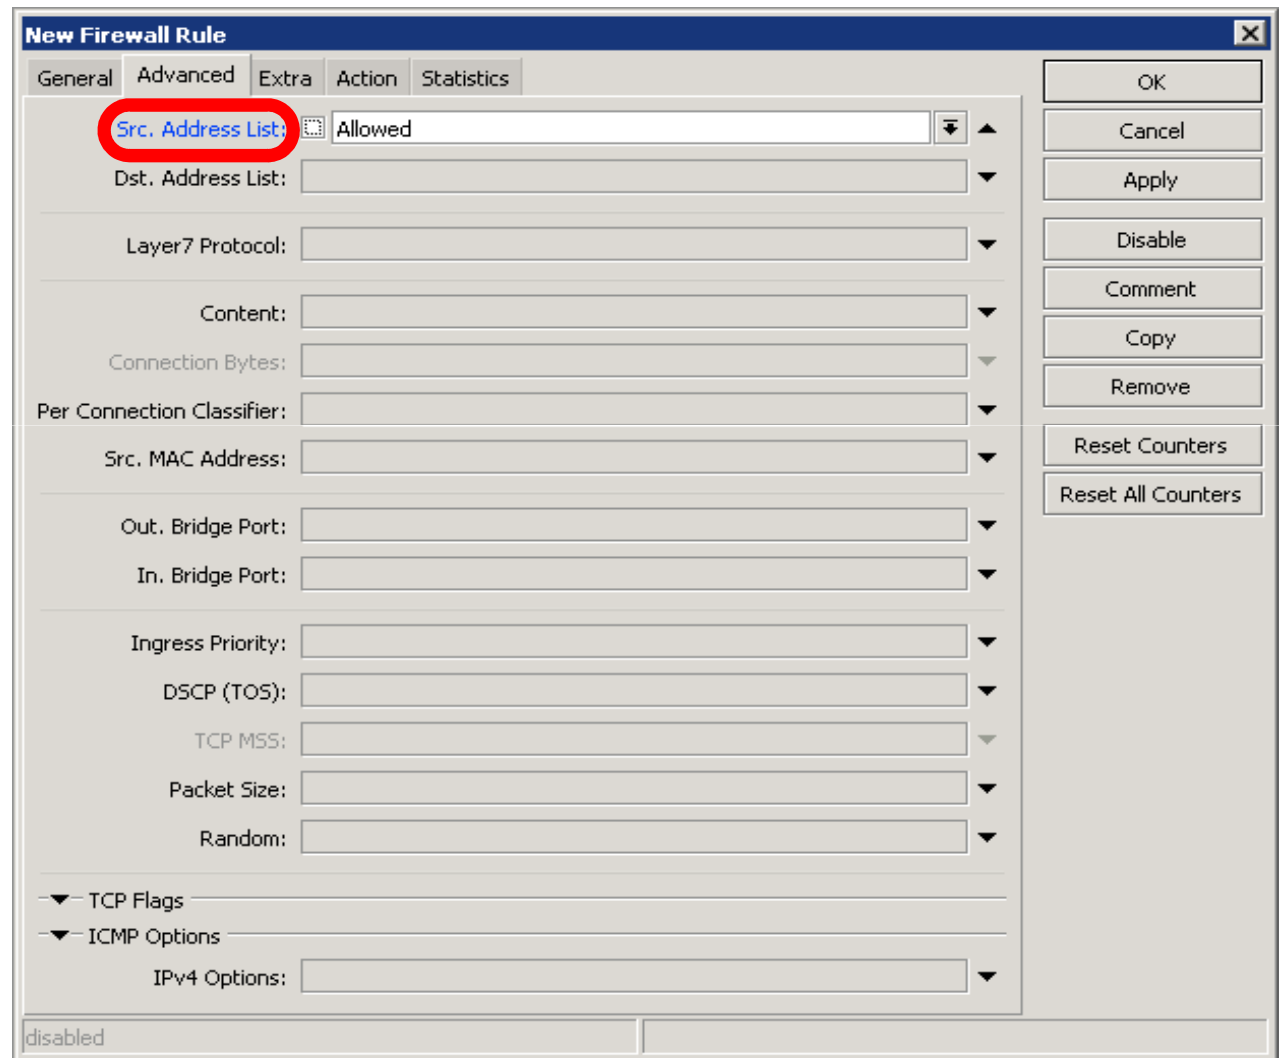 New Firewall Rule
General Advanced Extra Action Statistics
OK
Src. Address List: Allowed
Cancel
Dst. Address List:
Apply
Layer7 Protocol:
Disable
Comment
Content:
Copy
Connection Bytes:
Remove
Per Connection Classifier:
Reset Counters
Src. MAC Address:
Reset All Counters
Out. Bridge Port:
In. Bridge Port:
Ingress Priority:
DSCP (TOS):
TCP MSS:
Packet Size:
Random:
TCP Flags
ICMP Options
IPv4 Options:
disabled